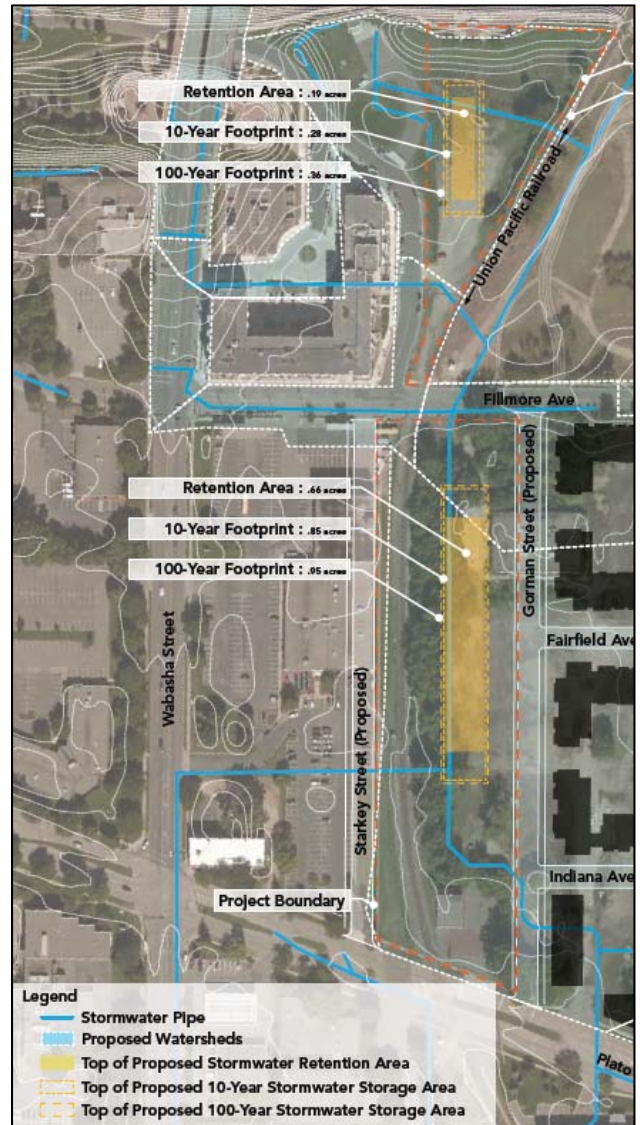 Retention Area : .19 acres
10-Year Footprint : .28 acres
100-Year Footprint : .36 acres
Union Pacific Railroad
Fillmore Ave
Retention Area : .66 acres
10-Year Footprint : .85 acres
100-Year Footprint : .95 acres
Gorman Street (Proposed)
Wabasha Street
Fairfield Ave
Starkey Street (Proposed)
Indiana Ave
Project Boundary
Legend
Stormwater Pipe
Proposed Watersheds
Top of Proposed Stormwater Retention Area
Top of Proposed 10-Year Stormwater Storage Area
Top of Proposed 100-Year Stormwater Storage Area
Plato